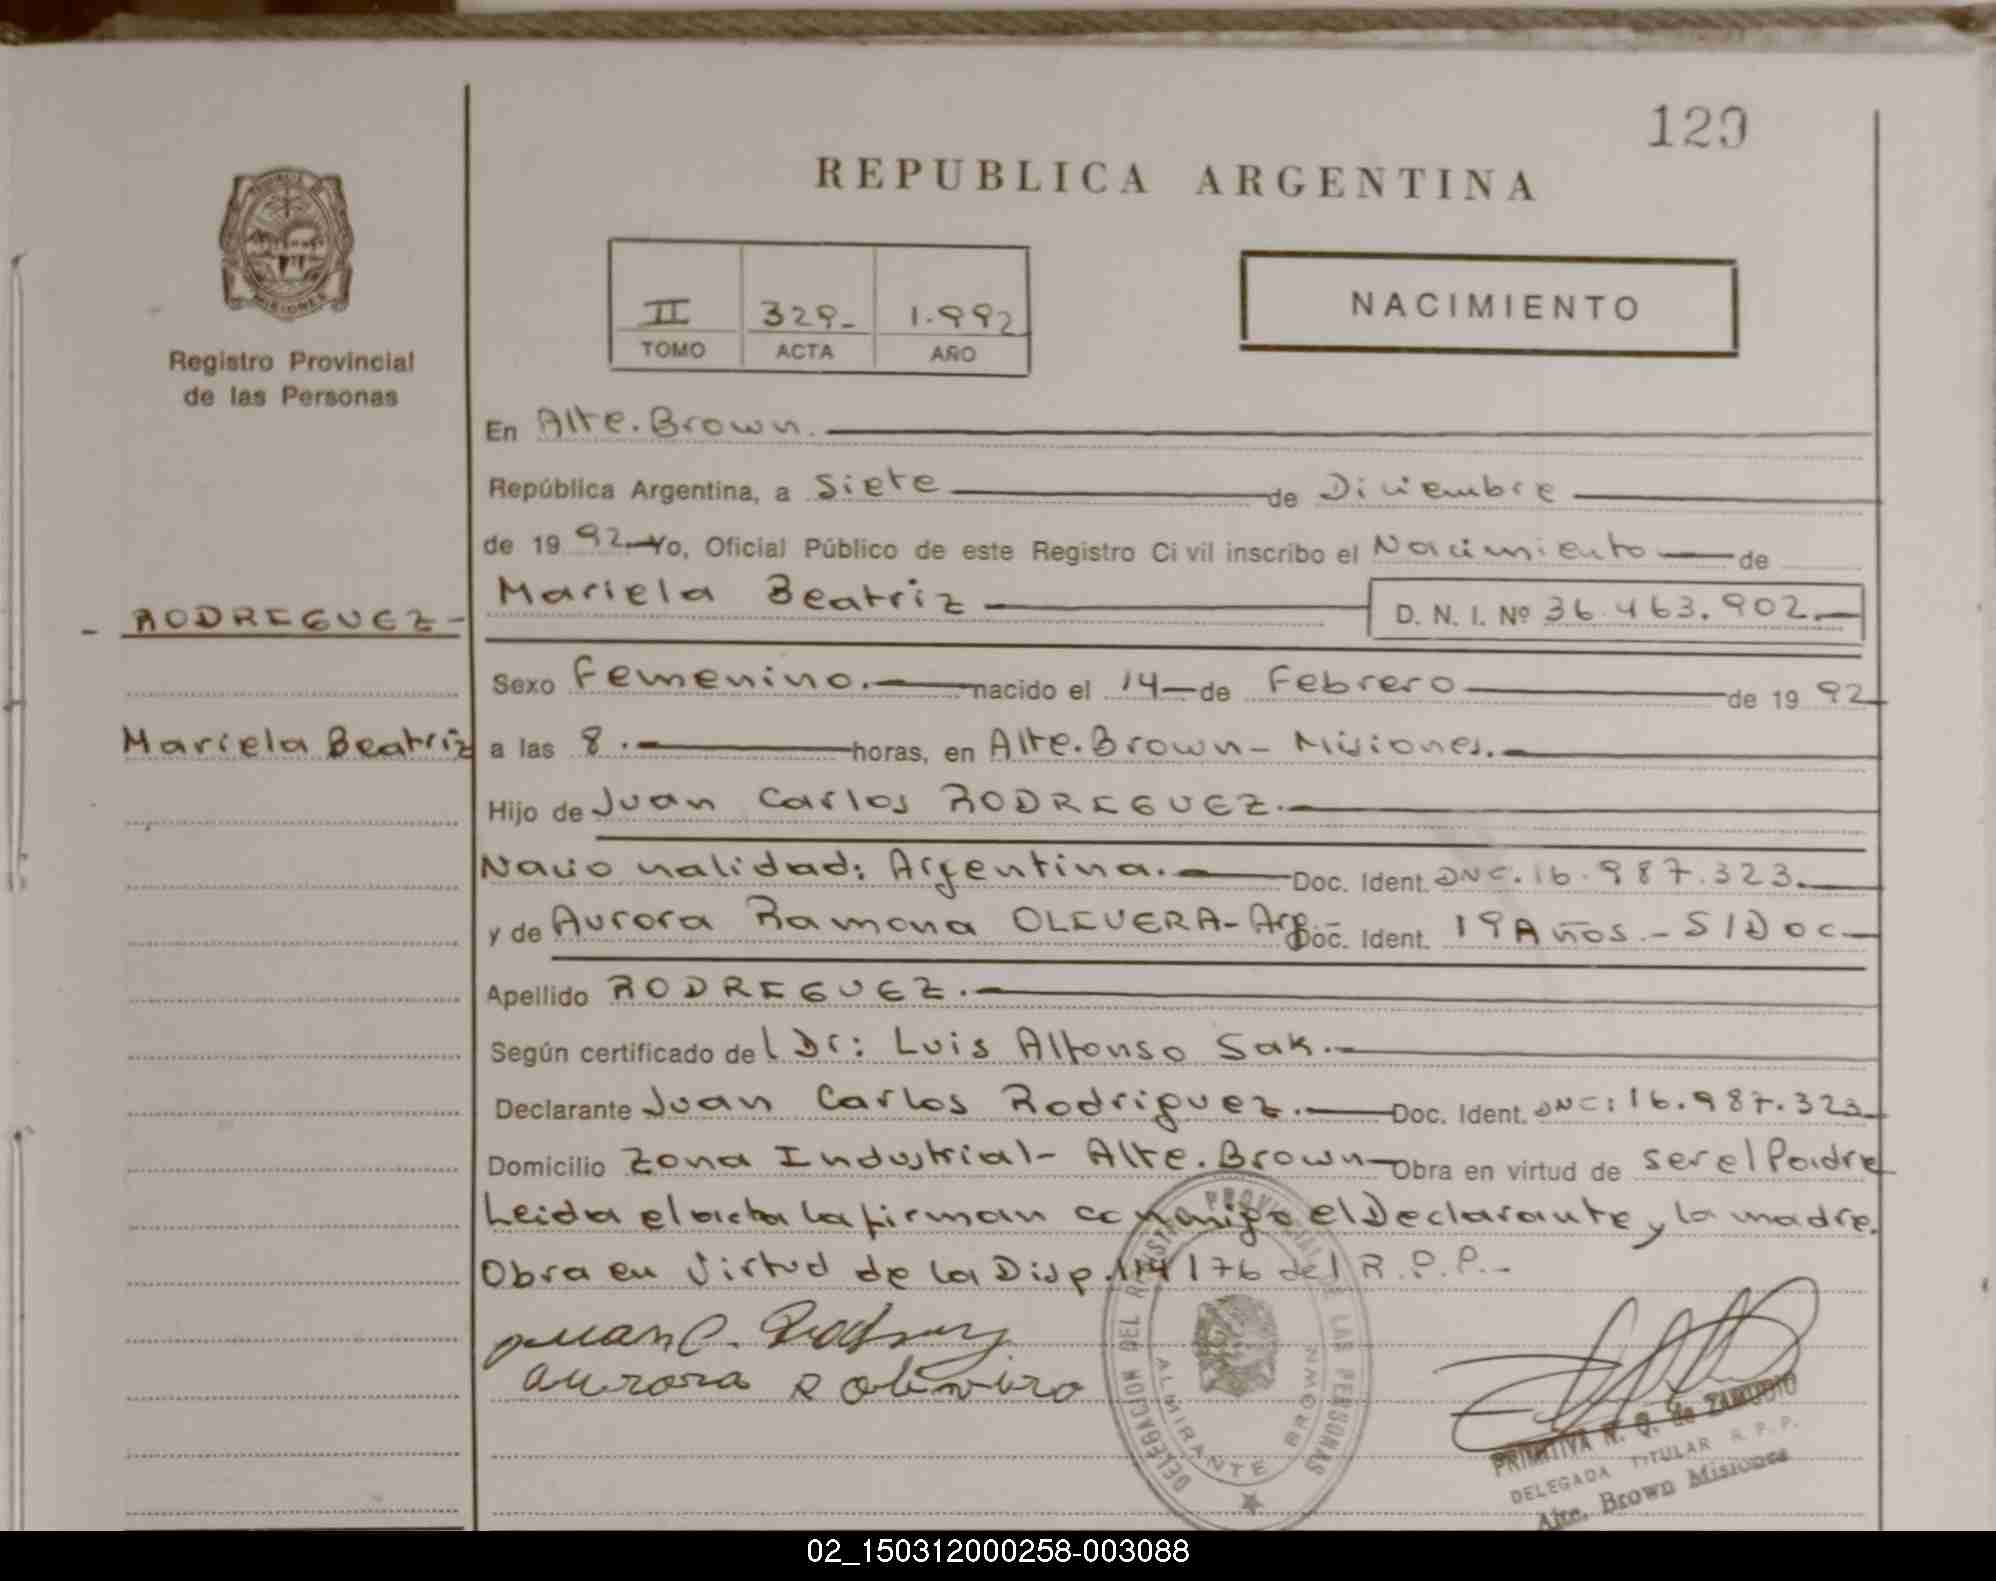 129
REPUBLICA ARGENTINA
MISIONES
Registro Provincial
de las Personas
II 329- 1.992
TOMO ACTA AÑO
NACIMIENTO
En Alte. Brown.
República Argentina, a Siete de Diciembre
de 19 92 Yo, Oficial Público de este Registro Civil inscribo el Nacimiento de
RODRIGUEZ-
Mariela Beatriz D. N. I. Nº 36.463.902.
Sexo Femenino. nacido el 14 de Febrero de 19 92
Mariela Beatriz
a las 8. horas, en Alte. Brown- Misiones.
Hijo de Juan Carlos RODRIGUEZ.
Nacionalidad: Argentina. Doc. Ident. DNI. 16.987.323.
y de Aurora Ramona OLIVERA- Arg.- Doc. Ident. 19 Años.- S/Doc
Apellido RODRIGUEZ.
Según certificado del Dr: Luis Alfonso Sak.
Declarante Juan Carlos Rodriguez. Doc. Ident. DNI: 16.987.323
Domicilio Zona Industrial- Alte. Brown Obra en virtud de ser el Padre
Leida el acta la firman conmigo el Declarante y la madre.
Obra en Virtud de la Disp. 114/76 del R.P.P.-
Juan C. Rodriguez
aurora R oliveira
DELEGACION DEL REGISTRO PROVINCIAL DE LAS PERSONAS
ALMIRANTE BROWN
PRIMITIVA N. Q. de ZAMUDIO
DELEGADA TITULAR R. P. P.
Alte. Brown Misiones
02_150312000258-003088